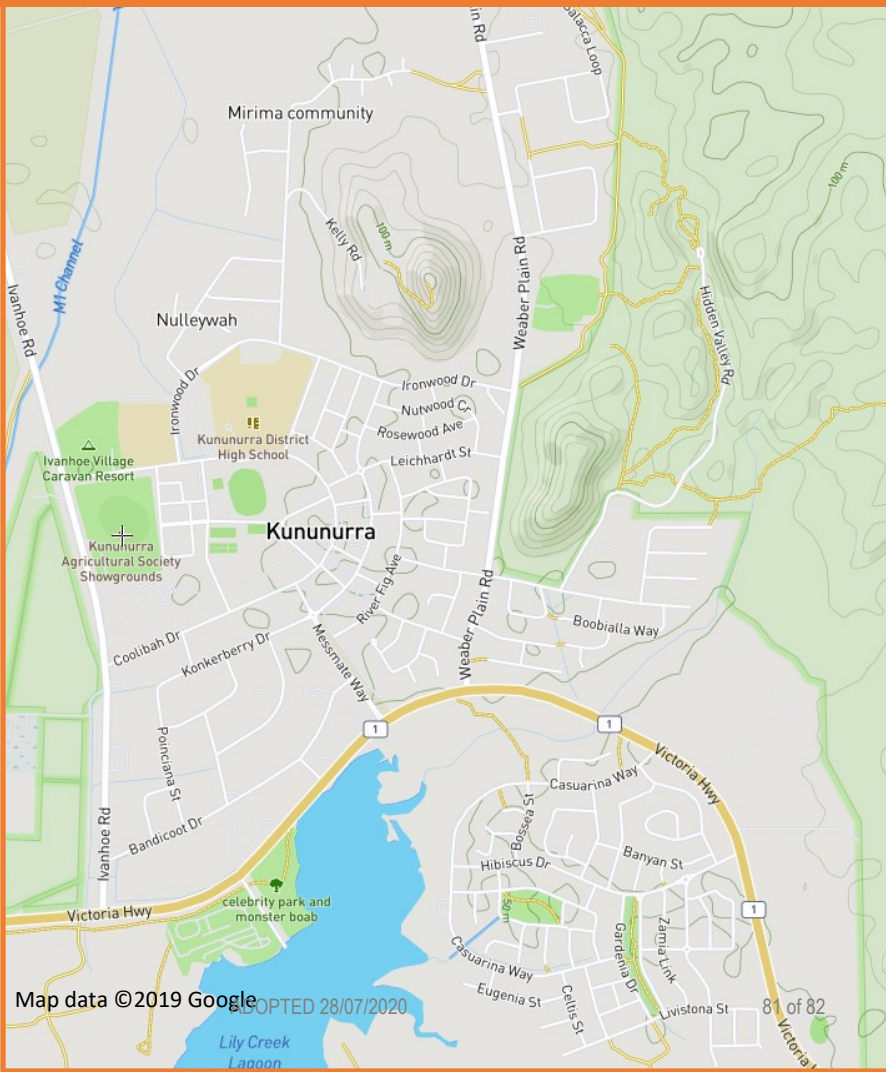 in Rd
Salacca Loop
Mirima community
100 m
M1 Channel
Kelly Rd
100 m
Ivanhoe Rd
Weaber Plain Rd
Hidden Valley Rd
Nulleywah
Ironwood Dr
Ironwood Dr
Nutwood Cr
Rosewood Ave
Kununurra District
High School
Leichhardt St
Ivanhoe Village
Caravan Resort
Kununurra
Kununurra
Agricultural Society
Showgrounds
River Fig Ave
Weaber Plain Rd
Boobialla Way
Coolibah Dr
Konkerberry Dr
Messmate Way
1
1
Poinciana St
Victoria Hwy
Casuarina Way
Bossea St
Ivanhoe Rd
Bandicoot Dr
Hibiscus Dr
Banyan St
celebrity park and
monster boab
50 m
1
Victoria Hwy
Gardenia Dr
Zamia Link
Casuarina Way
Eugenia St
Celtis St
Livistona St
Map data ©2019 Google
ADOPTED 28/07/2020
81 of 82
Victoria
Lily Creek
Lagoon